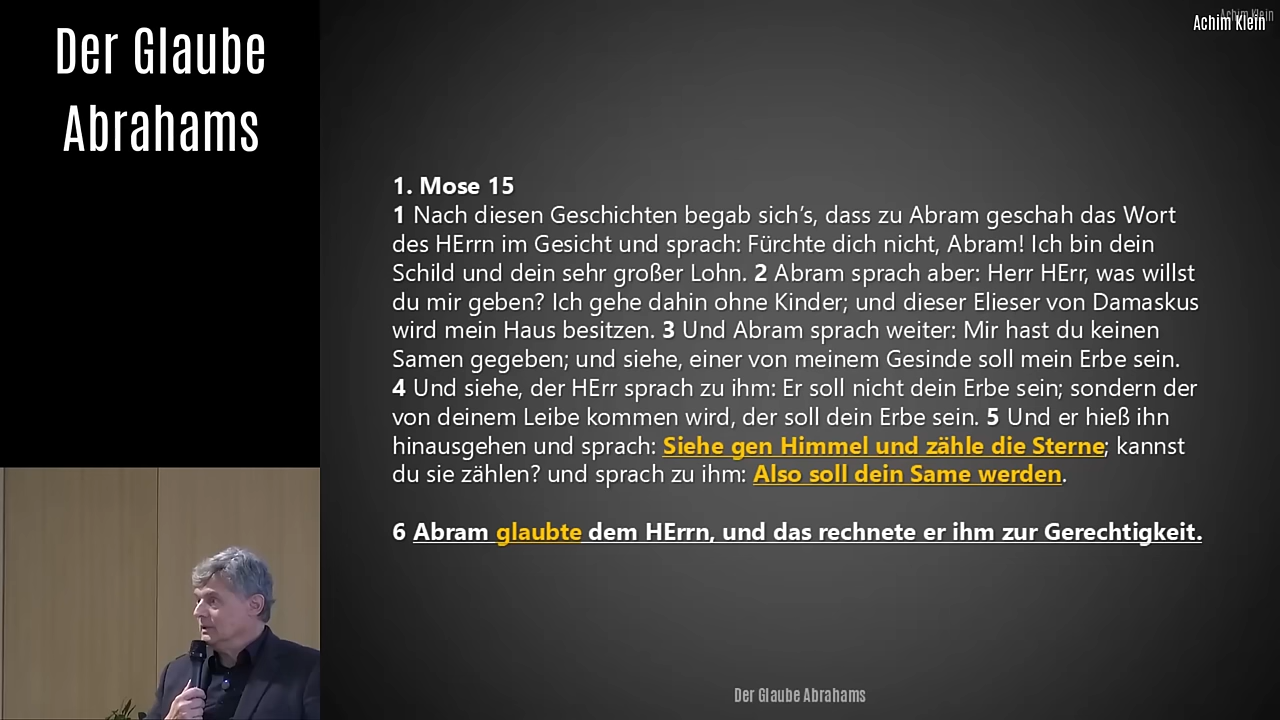 Der Glaube
Abrahams
Achim Klein
Achim Klein
1. Mose 15
1 Nach diesen Geschichten begab sich’s, dass zu Abram geschah das Wort
des HErrn im Gesicht und sprach: Fürchte dich nicht, Abram! Ich bin dein
Schild und dein sehr großer Lohn. 2 Abram sprach aber: Herr HErr, was willst
du mir geben? Ich gehe dahin ohne Kinder; und dieser Elieser von Damaskus
wird mein Haus besitzen. 3 Und Abram sprach weiter: Mir hast du keinen
Samen gegeben; und siehe, einer von meinem Gesinde soll mein Erbe sein.
4 Und siehe, der HErr sprach zu ihm: Er soll nicht dein Erbe sein; sondern der
von deinem Leibe kommen wird, der soll dein Erbe sein. 5 Und er hieß ihn
hinausgehen und sprach: Siehe gen Himmel und zähle die Sterne; kannst
du sie zählen? und sprach zu ihm: Also soll dein Same werden.
6 Abram glaubte dem HErrn, und das rechnete er ihm zur Gerechtigkeit.
Der Glaube Abrahams